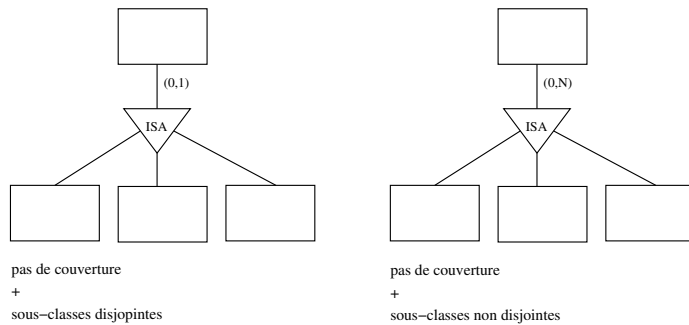 (0,1)
ISA
pas de couverture
+
sous−classes disjopintes
(0,N)
ISA
pas de couverture
+
sous−classes non disjointes